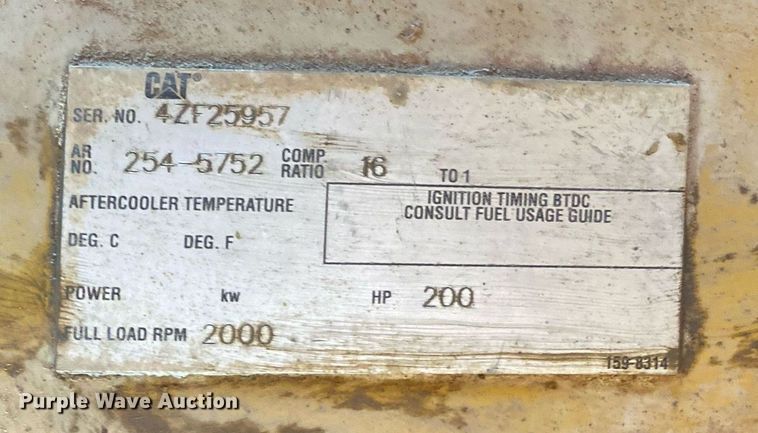 CAT®
SER. NO. 4ZF25957
AR NO. 254-5752 COMP. RATIO 16 TO 1
AFTERCOOLER TEMPERATURE
IGNITION TIMING BTDC
CONSULT FUEL USAGE GUIDE
DEG. C DEG. F
POWER kw HP 200
FULL LOAD RPM 2000
159-8314
Purple Wave Auction